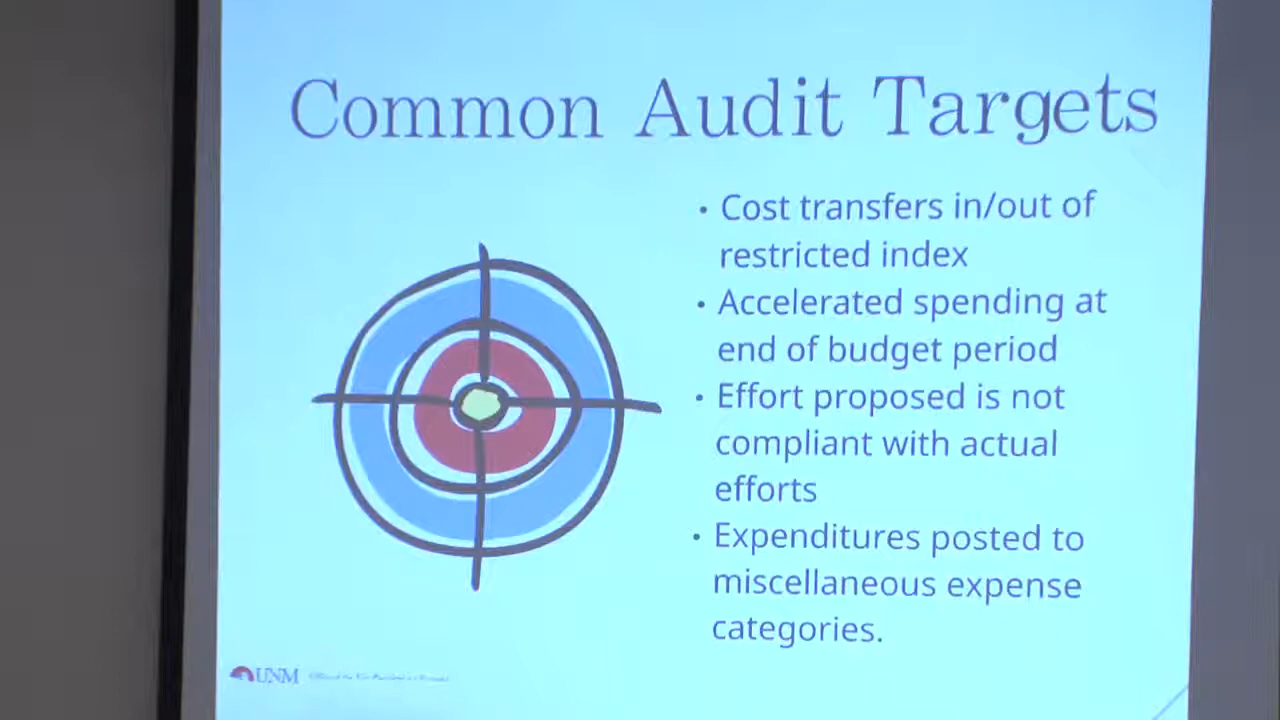 Common Audit Targets
• Cost transfers in/out of
restricted index
• Accelerated spending at
end of budget period
• Effort proposed is not
compliant with actual
efforts
• Expenditures posted to
miscellaneous expense
categories.
UNM